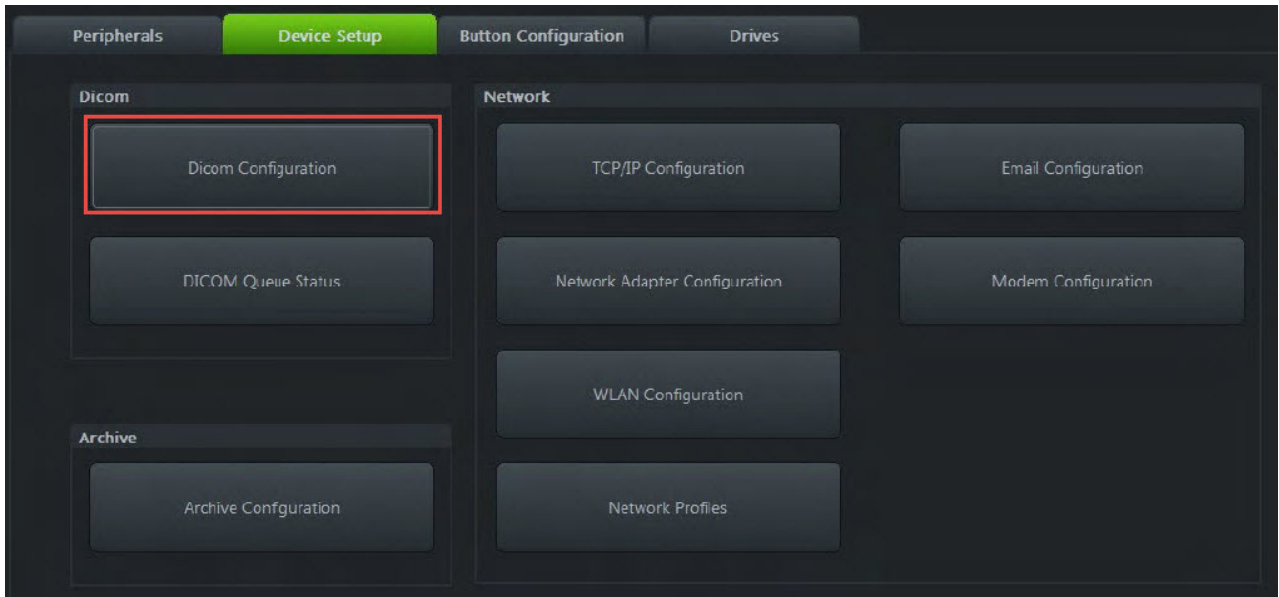 Peripherals
Device Setup
Button Configuration
Drives
Dicom
Network
Dicom Configuration
TCP/IP Configuration
Email Configuration
DICOM Queue Status
Network Adapter Configuration
Modem Configuration
WLAN Configuration
Archive
Archive Configuration
Network Profiles